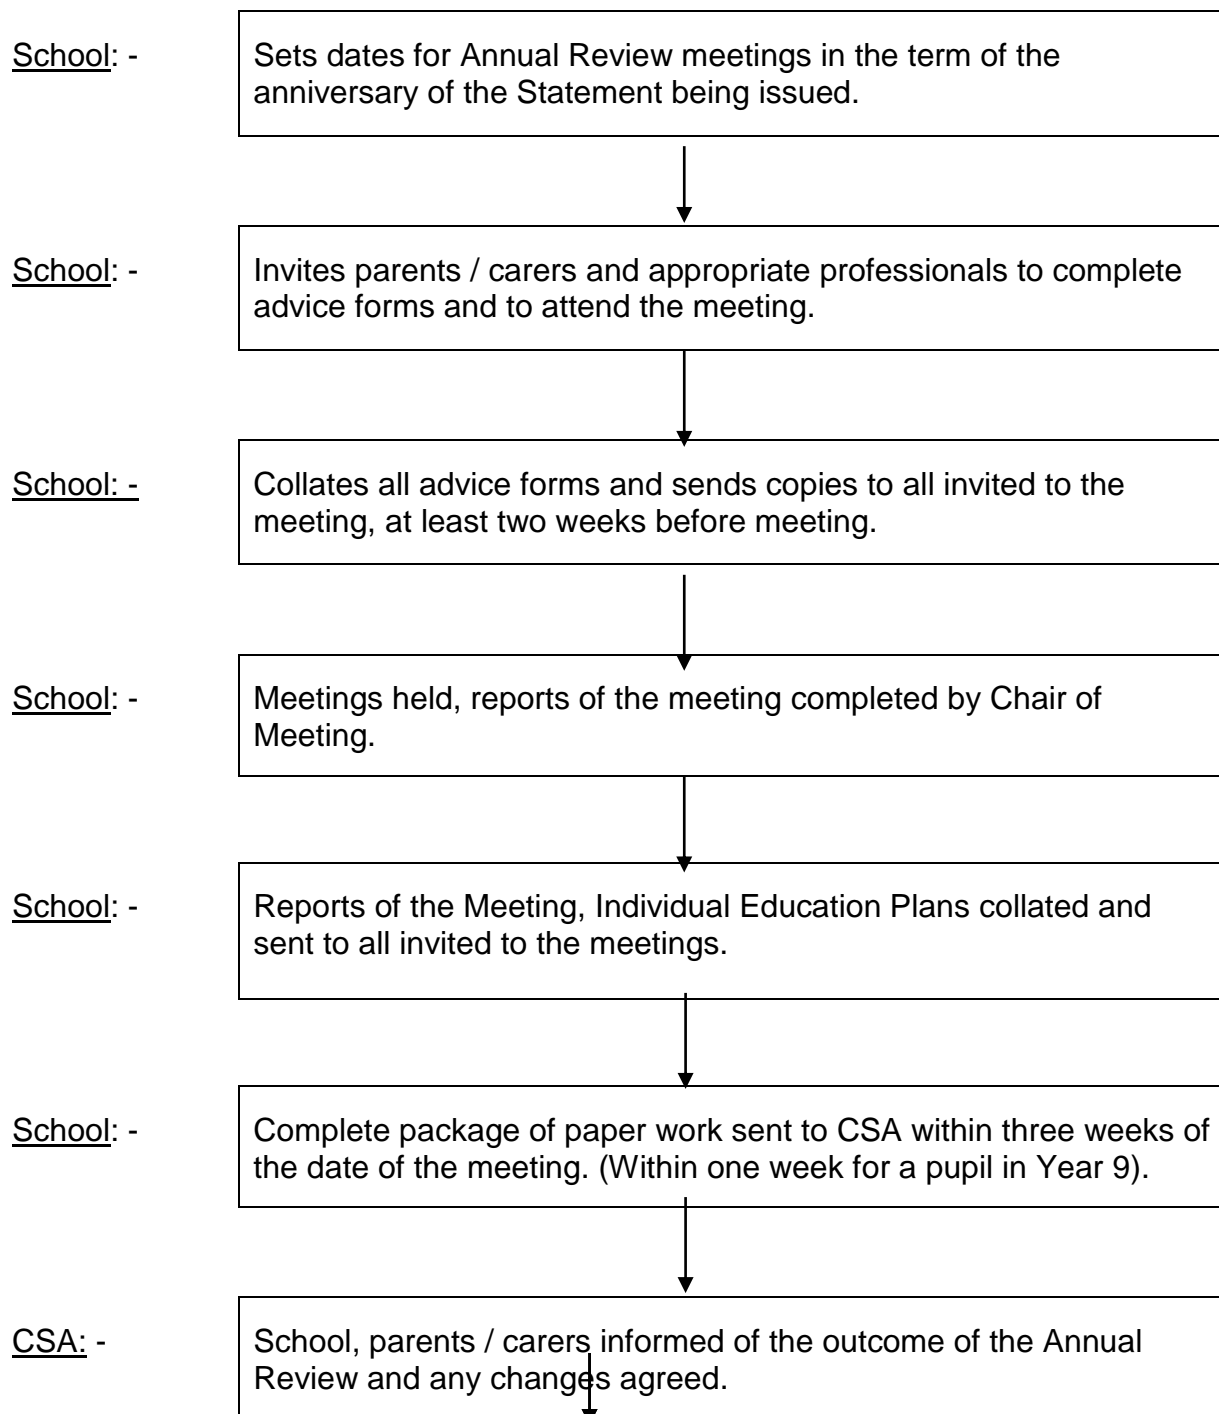 School: - Sets dates for Annual Review meetings in the term of the
anniversary of the Statement being issued.
School: - Invites parents / carers and appropriate professionals to complete
advice forms and to attend the meeting.
School: - Collates all advice forms and sends copies to all invited to the
meeting, at least two weeks before meeting.
School: - Meetings held, reports of the meeting completed by Chair of
Meeting.
School: - Reports of the Meeting, Individual Education Plans collated and
sent to all invited to the meetings.
School: - Complete package of paper work sent to CSA within three weeks of
the date of the meeting. (Within one week for a pupil in Year 9).
CSA: - School, parents / carers informed of the outcome of the Annual
Review and any changes agreed.